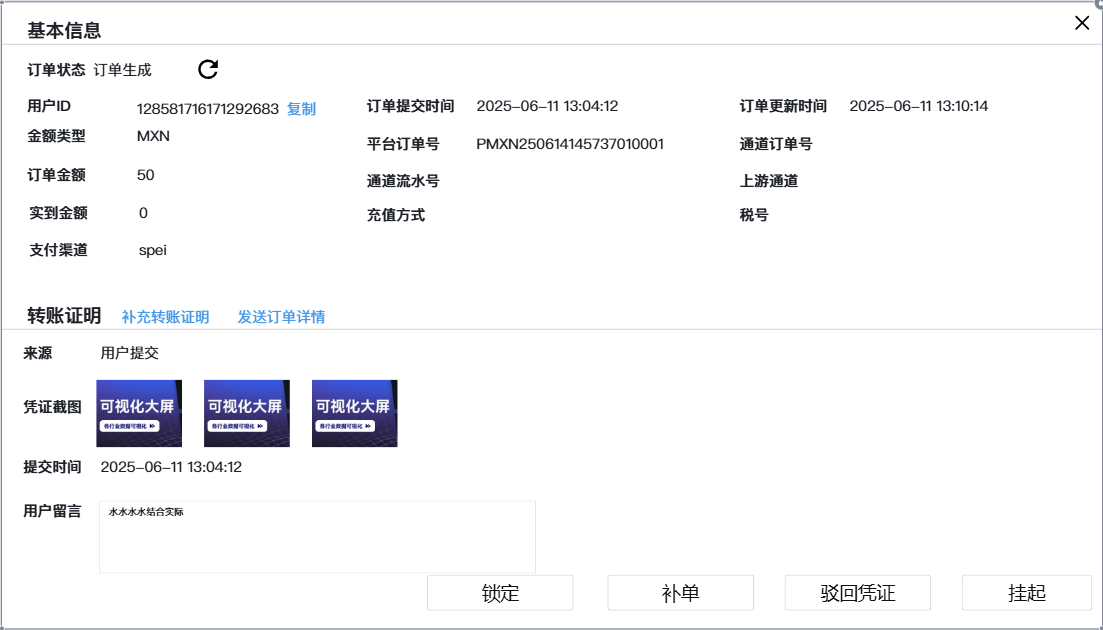 基本信息
订单状态 订单生成
用户ID 128581716171292683 复制 订单提交时间 2025-06-11 13:04:12 订单更新时间 2025-06-11 13:10:14
金额类型 MXN 平台订单号 PMXN250614145737010001 通道订单号
订单金额 50 通道流水号 上游通道
实到金额 0 充值方式 税号
支付渠道 spei
转账证明 补充转账证明 发送订单详情
来源 用户提交
凭证截图
可视化大屏 可视化大屏 可视化大屏
各行业数据可视化 各行业数据可视化 各行业数据可视化
提交时间 2025-06-11 13:04:12
用户留言 水水水水结合实际
锁定 补单 驳回凭证 挂起